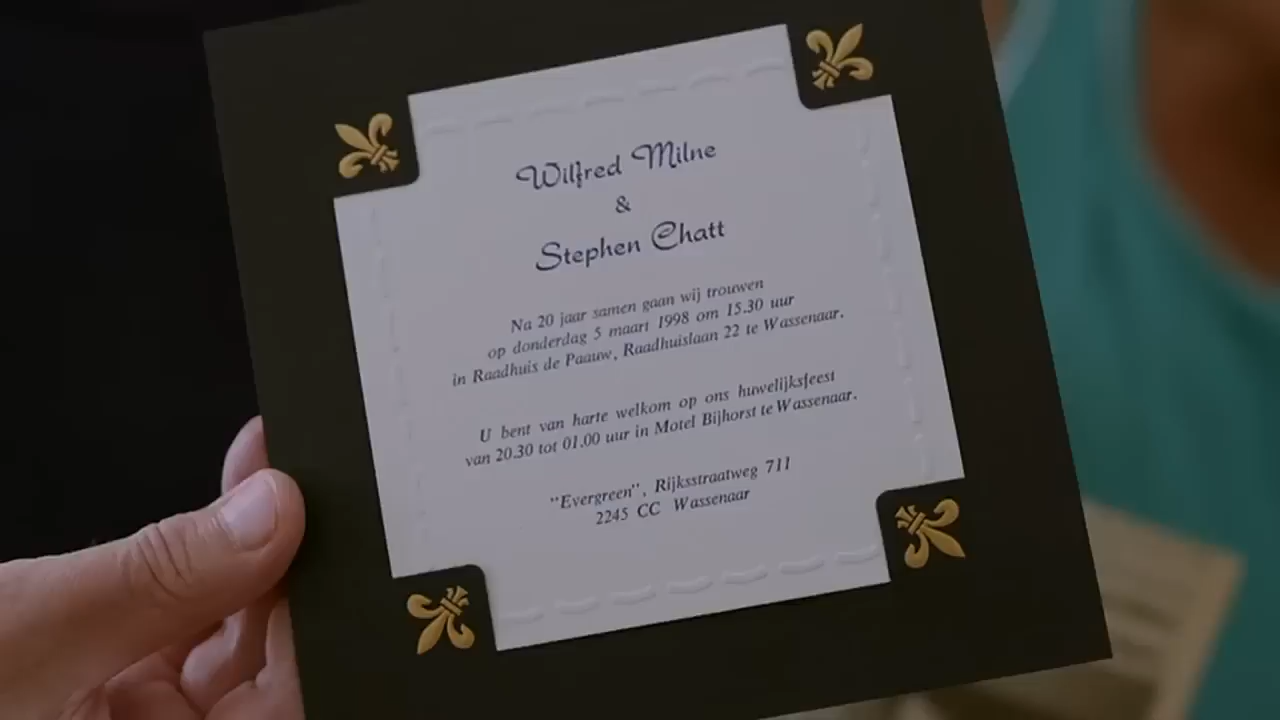 Wilfred Milne
&
Stephen Chatt
Na 20 jaar samen gaan wij trouwen
op donderdag 5 maart 1998 om 15.30 uur
in Raadhuis de Paauw, Raadhuislaan 22 te Wassenaar.
U bent van harte welkom op ons huwelijksfeest
van 20.30 tot 01.00 uur in Motel Bijhorst te Wassenaar.
"Evergreen", Rijksstraatweg 711
2245 CC Wassenaar